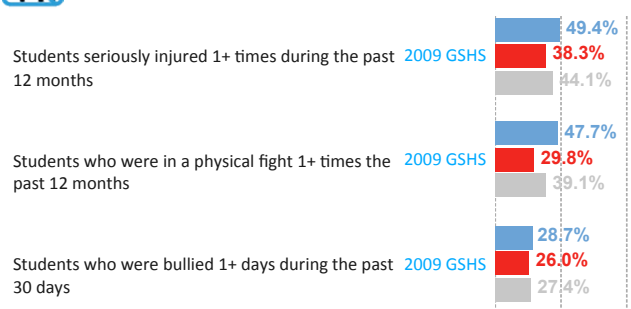 49.4%
Students seriously injured 1+ times during the past 2009 GSHS 38.3%
12 months 44.1%
47.7%
Students who were in a physical fight 1+ times the 2009 GSHS 29.8%
past 12 months 39.1%
28.7%
Students who were bullied 1+ days during the past 2009 GSHS 26.0%
30 days 27.4%